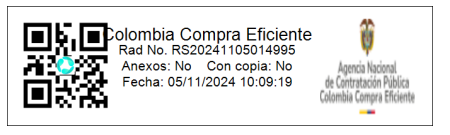 Colombia Compra Eficiente
Rad No. RS20241105014995
Anexos: No Con copia: No
Fecha: 05/11/2024 10:09:19
Agencia Nacional
de Contratación Pública
Colombia Compra Eficiente